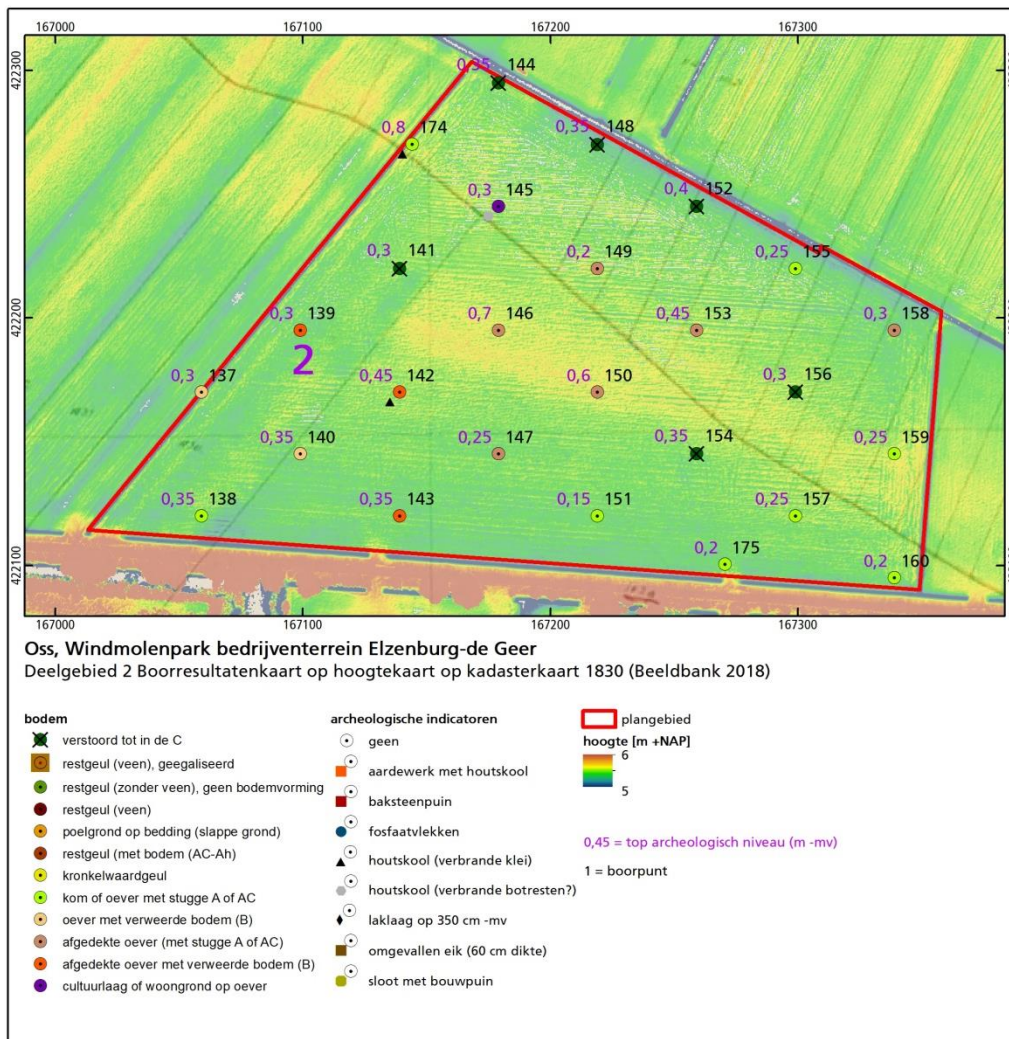 167000 167100 167200 167300
422300
0,35 144
0,8 174
0,35 148
0,3 145
0,4 152
0,3 141
0,2 149
0,25 155
422200
0,3 139
0,7 146
0,45 153
0,3 158
2
0,3 137
0,45 142
0,6 150
0,3 156
0,35 140
0,25 147
0,35 154
0,25 159
0,35 138
0,35 143
0,15 151
0,25 157
422100
0,2 175
0,2 160
167000 167100 167200 167300
Oss, Windmolenpark bedrijventerrein Elzenburg-de Geer
Deelgebied 2 Boorresultatenkaart op hoogtekaart op kadasterkaart 1830 (Beeldbank 2018)
bodem
verstoord tot in de C
restgeul (veen), geegaliseerd
restgeul (zonder veen), geen bodemvorming
restgeul (veen)
poelgrond op bedding (slappe grond)
restgeul (met bodem (AC-Ah)
kronkelwaardgeul
kom of oever met stugge A of AC
oever met verweerde bodem (B)
afgedekte oever (met stugge A of AC)
afgedekte oever met verweerde bodem (B)
cultuurlaag of woongrond op oever
archeologische indicatoren
geen
aardewerk met houtskool
baksteenpuin
fosfaatvlekken
houtskool (verbrande klei)
houtskool (verbrande botresten?)
laklaag op 350 cm -mv
omgevallen eik (60 cm dikte)
sloot met bouwpuin
plangebied
hoogte [m +NAP]
6
5
0,45 = top archeologisch niveau (m -mv)
1 = boorpunt